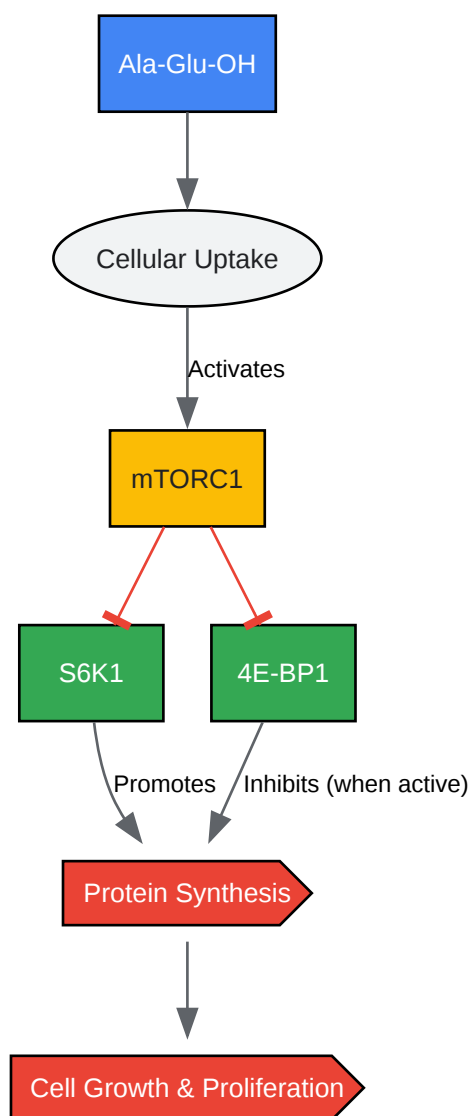 Ala-Glu-OH
Cellular Uptake
Activates
mTORC1
S6K1
4E-BP1
Promotes
Inhibits (when active)
Protein Synthesis
Cell Growth & Proliferation